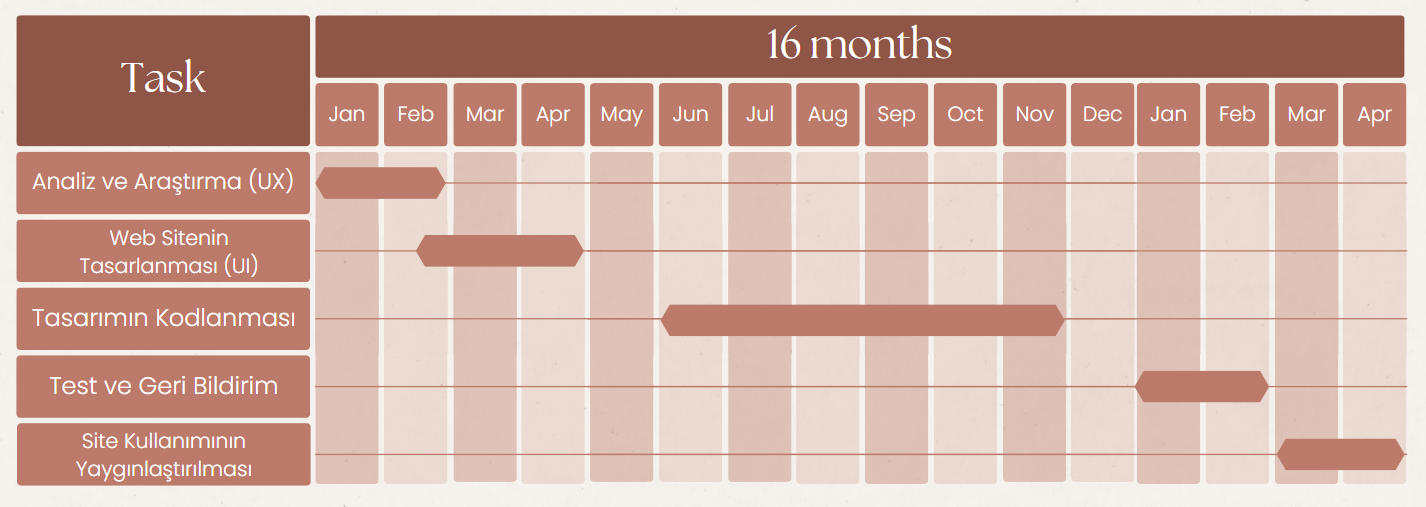 Task
16 months
Jan Feb Mar Apr May Jun Jul Aug Sep Oct Nov Dec Jan Feb Mar Apr
Analiz ve Araştırma (UX)
Web Sitenin
Tasarlanması (UI)
Tasarımın Kodlanması
Test ve Geri Bildirim
Site Kullanımının
Yaygınlaştırılması